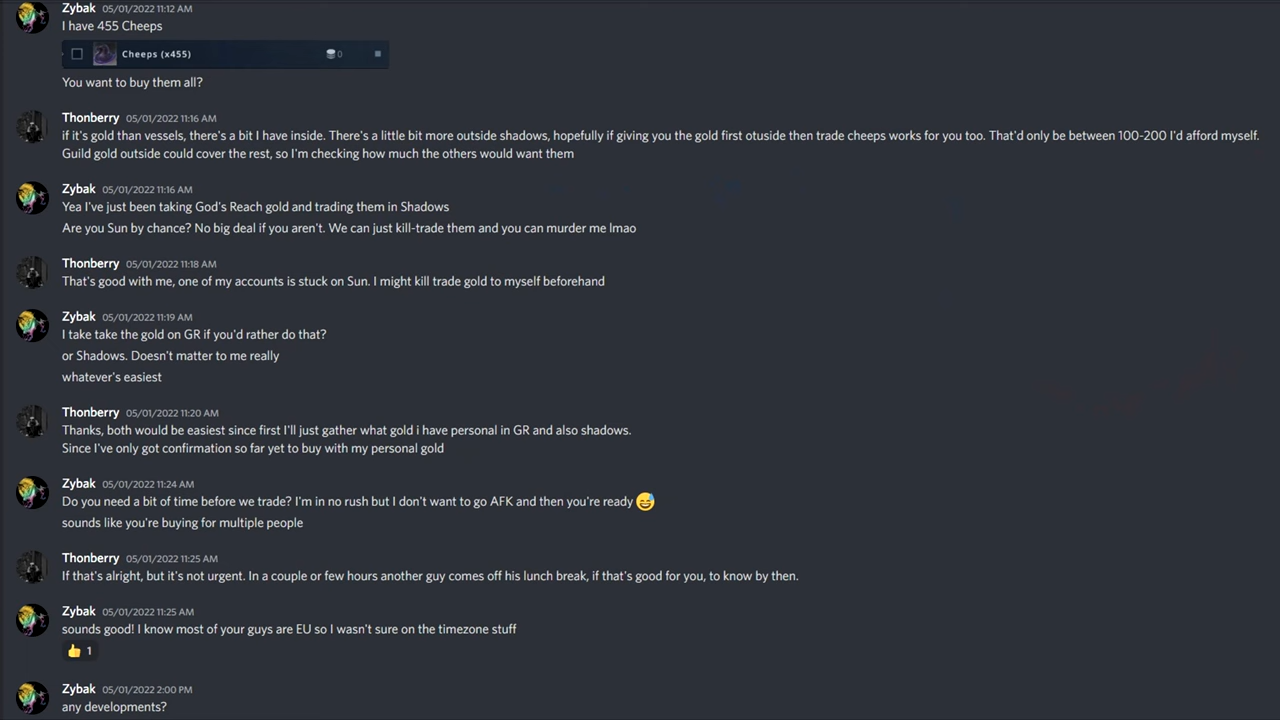 Zybak 05/01/2022 11:12 AM
I have 455 Cheeps
Cheeps (x455) 0
You want to buy them all?
Thonberry 05/01/2022 11:16 AM
if it's gold than vessels, there's a bit I have inside. There's a little bit more outside shadows, hopefully if giving you the gold first otuside then trade cheeps works for you too. That'd only be between 100-200 I'd afford myself.
Guild gold outside could cover the rest, so I'm checking how much the others would want them
Zybak 05/01/2022 11:16 AM
Yea I've just been taking God's Reach gold and trading them in Shadows
Are you Sun by chance? No big deal if you aren't. We can just kill-trade them and you can murder me lmao
Thonberry 05/01/2022 11:18 AM
That's good with me, one of my accounts is stuck on Sun. I might kill trade gold to myself beforehand
Zybak 05/01/2022 11:19 AM
I take take the gold on GR if you'd rather do that?
or Shadows. Doesn't matter to me really
whatever's easiest
Thonberry 05/01/2022 11:20 AM
Thanks, both would be easiest since first I'll just gather what gold i have personal in GR and also shadows.
Since I've only got confirmation so far yet to buy with my personal gold
Zybak 05/01/2022 11:24 AM
Do you need a bit of time before we trade? I'm in no rush but I don't want to go AFK and then you're ready 😅
sounds like you're buying for multiple people
Thonberry 05/01/2022 11:25 AM
If that's alright, but it's not urgent. In a couple or few hours another guy comes off his lunch break, if that's good for you, to know by then.
Zybak 05/01/2022 11:25 AM
sounds good! I know most of your guys are EU so I wasn't sure on the timezone stuff
👍 1
Zybak 05/01/2022 2:00 PM
any developments?